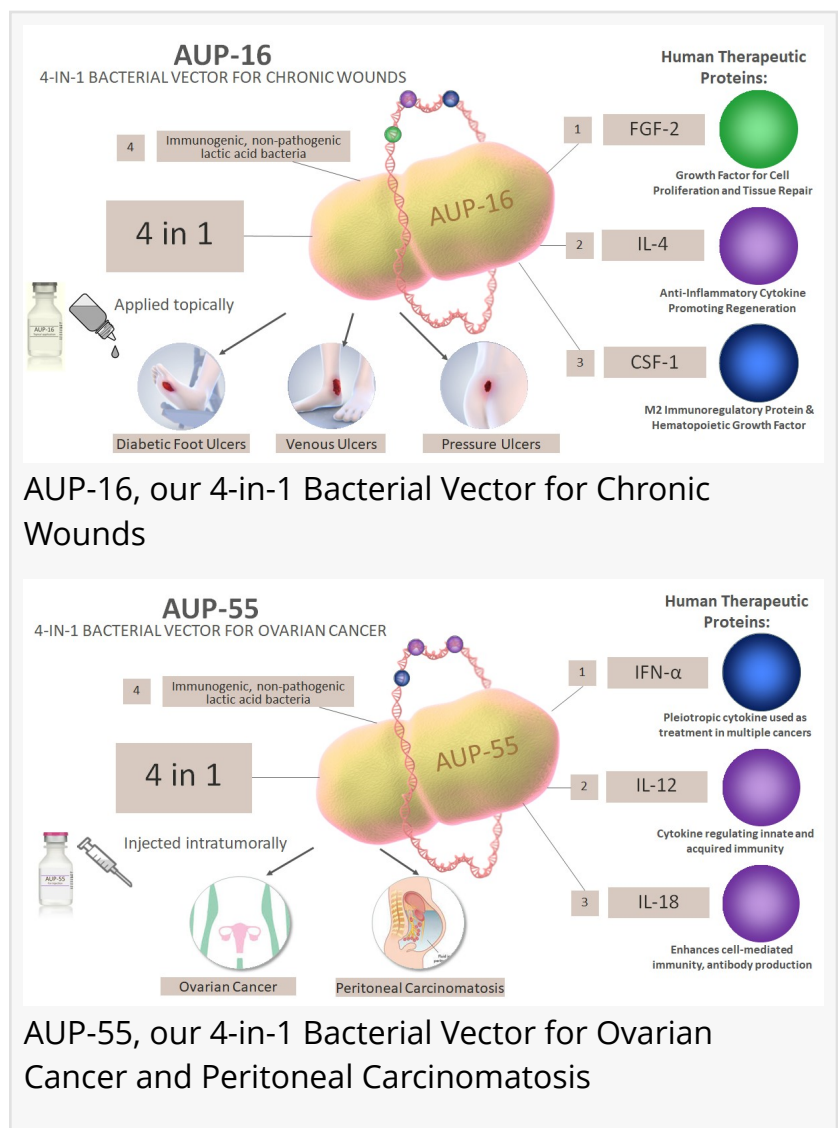 AUP-16
4-IN-1 BACTERIAL VECTOR FOR CHRONIC WOUNDS
Human Therapeutic
Proteins:
4
Immunogenic, non-pathogenic
lactic acid bacteria
1
FGF-2
Growth Factor for Cell
Proliferation and Tissue Repair
AUP-16
4 in 1
2
IL-4
Anti-Inflammatory Cytokine
Promoting Regeneration
AUP-16
Applied topically
3
CSF-1
M2 Immunoregulatory Protein &
Hematopoietic Growth Factor
Diabetic Foot Ulcers
Venous Ulcers
Pressure Ulcers
AUP-16, our 4-in-1 Bacterial Vector for Chronic
Wounds
AUP-55
4-IN-1 BACTERIAL VECTOR FOR OVARIAN CANCER
Human Therapeutic
Proteins:
4
Immunogenic, non-pathogenic
lactic acid bacteria
1
IFN-α
Pleiotropic cytokine used as
treatment in multiple cancers
AUP-55
4 in 1
2
IL-12
Cytokine regulating innate and
acquired immunity
AUP-55
Injected intratumorally
3
IL-18
Enhances cell-mediated
immunity, antibody production
Ovarian Cancer
Peritoneal Carcinomatosis
AUP-55, our 4-in-1 Bacterial Vector for Ovarian
Cancer and Peritoneal Carcinomatosis